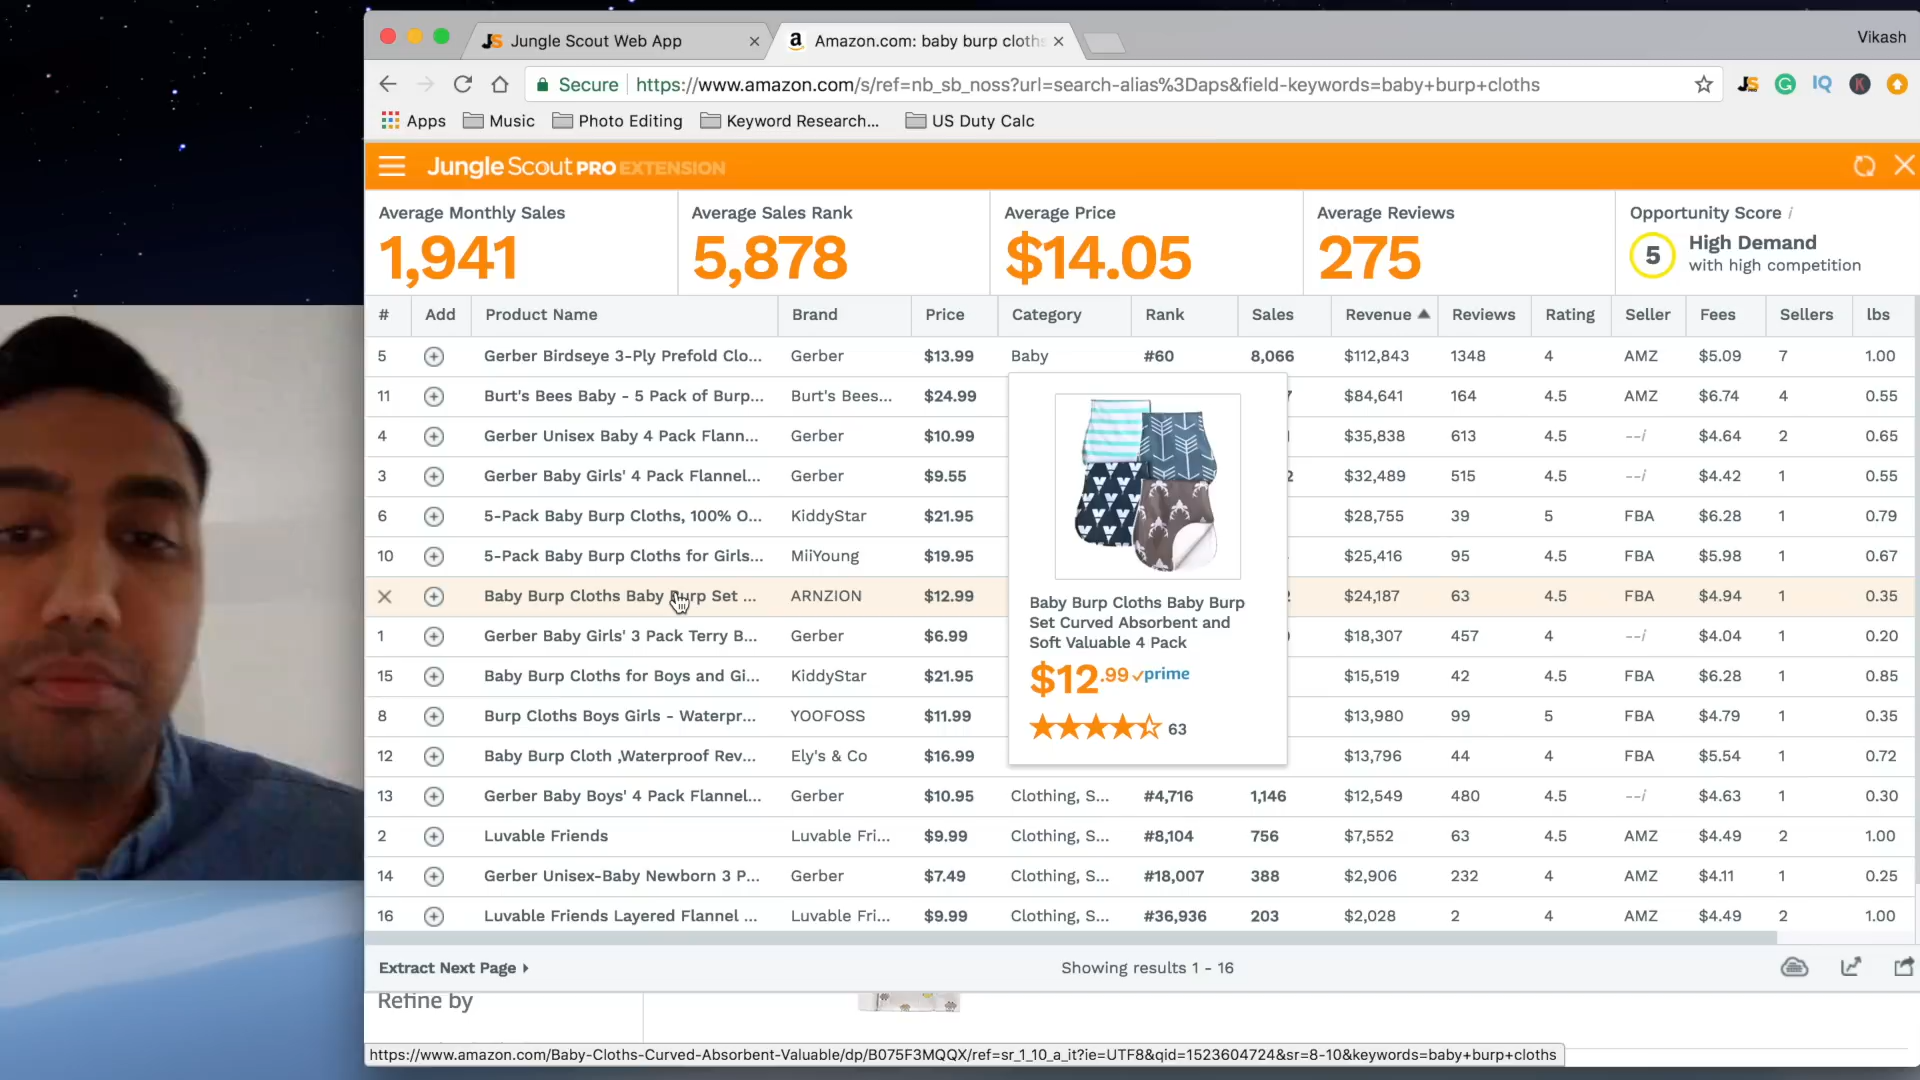 Jungle Scout Web App
Amazon.com: baby burp cloths
Vikash
Secure https://www.amazon.com/s/ref=nb_sb_noss?url=search-alias%3Daps&field-keywords=baby+burp+cloths
Apps Music Photo Editing Keyword Research... US Duty Calc
Jungle Scout PRO EXTENSION
Average Monthly Sales Average Sales Rank Average Price Average Reviews Opportunity Score i
1,941 5,878 $14.05 275 5 High Demand
with high competition
# Add Product Name Brand Price Category Rank Sales Revenue Reviews Rating Seller Fees Sellers lbs
5 Gerber Birdseye 3-Ply Prefold Clo... Gerber $13.99 Baby #60 8,066 $112,843 1348 4 AMZ $5.09 7 1.00
11 Burt's Bees Baby - 5 Pack of Burp... Burt's Bees... $24.99 $84,641 164 4.5 AMZ $6.74 4 0.55
4 Gerber Unisex Baby 4 Pack Flann... Gerber $10.99 $35,838 613 4.5 --i $4.64 2 0.65
3 Gerber Baby Girls' 4 Pack Flannel... Gerber $9.55 2 $32,489 515 4.5 --i $4.42 1 0.55
6 5-Pack Baby Burp Cloths, 100% O... KiddyStar $21.95 $28,755 39 5 FBA $6.28 1 0.79
10 5-Pack Baby Burp Cloths for Girls... MiiYoung $19.95 $25,416 95 4.5 FBA $5.98 1 0.67
Baby Burp Cloths Baby Burp Set ... ARNZION $12.99 2 $24,187 63 4.5 FBA $4.94 1 0.35
1 Gerber Baby Girls' 3 Pack Terry B... Gerber $6.99 $18,307 457 4 --i $4.04 1 0.20
15 Baby Burp Cloths for Boys and Gi... KiddyStar $21.95 $15,519 42 4.5 FBA $6.28 1 0.85
8 Burp Cloths Boys Girls - Waterpr... YOOFOSS $11.99 $13,980 99 5 FBA $4.79 1 0.35
12 Baby Burp Cloth ,Waterproof Rev... Ely's & Co $16.99 $13,796 44 4 FBA $5.54 1 0.72
13 Gerber Baby Boys' 4 Pack Flannel... Gerber $10.95 Clothing, S... #4,716 1,146 $12,549 480 4.5 --i $4.63 1 0.30
2 Luvable Friends Luvable Fri... $9.99 Clothing, S... #8,104 756 $7,552 63 4.5 AMZ $4.49 2 1.00
14 Gerber Unisex-Baby Newborn 3 P... Gerber $7.49 Clothing, S... #18,007 388 $2,906 232 4 AMZ $4.11 1 0.25
16 Luvable Friends Layered Flannel ... Luvable Fri... $9.99 Clothing, S... #36,936 203 $2,028 2 4 AMZ $4.49 2 1.00
Baby Burp Cloths Baby Burp
Set Curved Absorbent and
Soft Valuable 4 Pack
$12.99 prime
63
Extract Next Page Showing results 1 - 16
Refine by
https://www.amazon.com/Baby-Cloths-Curved-Absorbent-Valuable/dp/B075F3MQQX/ref=sr_1_10_a_it?ie=UTF8&qid=1523604724&sr=8-10&keywords=baby+burp+cloths